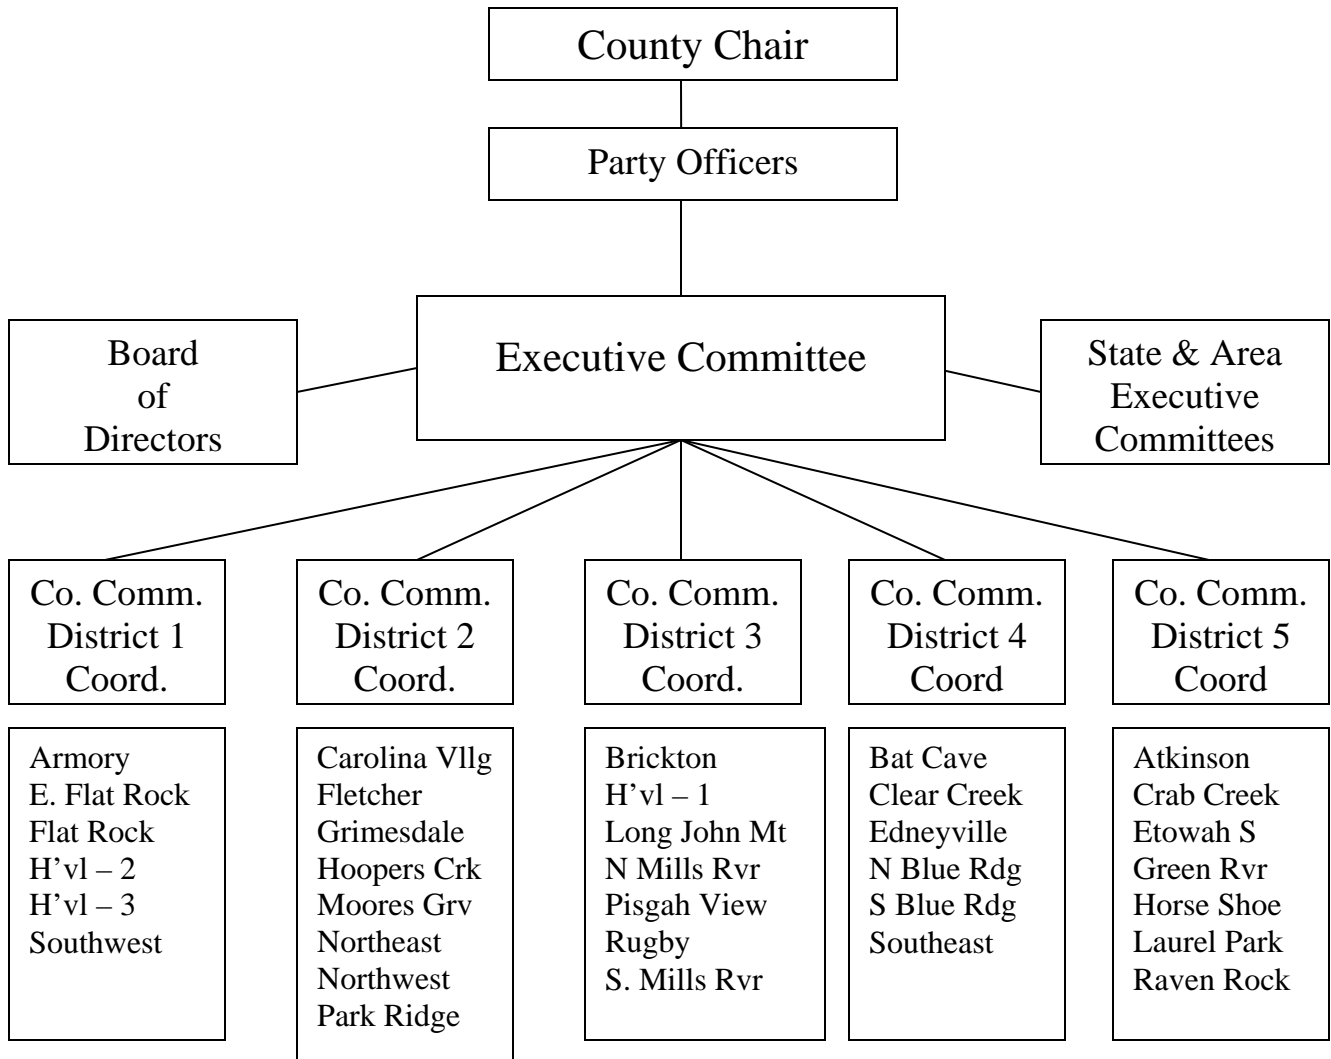 County Chair
Party Officers
Executive Committee
Board
of
Directors
State & Area
Executive
Committees
Co. Comm.
District 1
Coord.
Co. Comm.
District 2
Coord.
Co. Comm.
District 3
Coord.
Co. Comm.
District 4
Coord
Co. Comm.
District 5
Coord
Armory
E. Flat Rock
Flat Rock
H’vl – 2
H’vl – 3
Southwest
Carolina Vllg
Fletcher
Grimesdale
Hoopers Crk
Moores Grv
Northeast
Northwest
Park Ridge
Brickton
H’vl – 1
Long John Mt
N Mills Rvr
Pisgah View
Rugby
S. Mills Rvr
Bat Cave
Clear Creek
Edneyville
N Blue Rdg
S Blue Rdg
Southeast
Atkinson
Crab Creek
Etowah S
Green Rvr
Horse Shoe
Laurel Park
Raven Rock